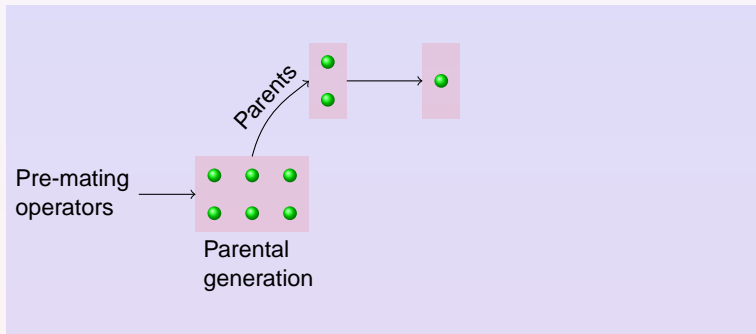 Parents
Pre-mating
operators
Parental
generation